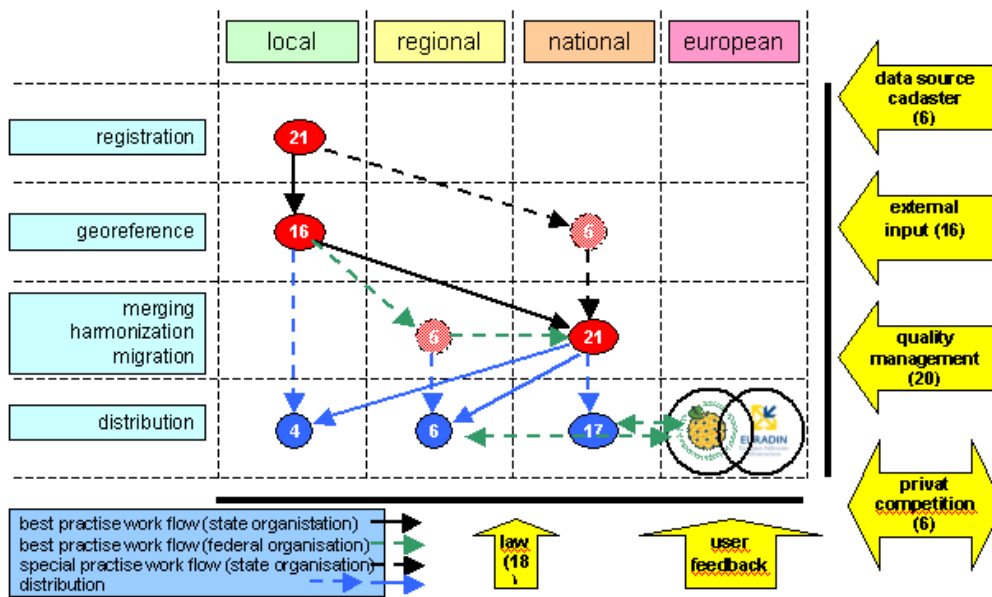 local regional national european
data source
cadaster
(6)
registration
21
external
input (16)
georeference
16
6
merging
harmonization
migration
6
21
quality
management
(20)
distribution
4
6
17
EURADIN
privat
competition
(6)
best practise work flow (state organistation)
best practise work flow (federal organisation)
special practise work flow (state organisation)
distribution
law
(18
)
user
feedback